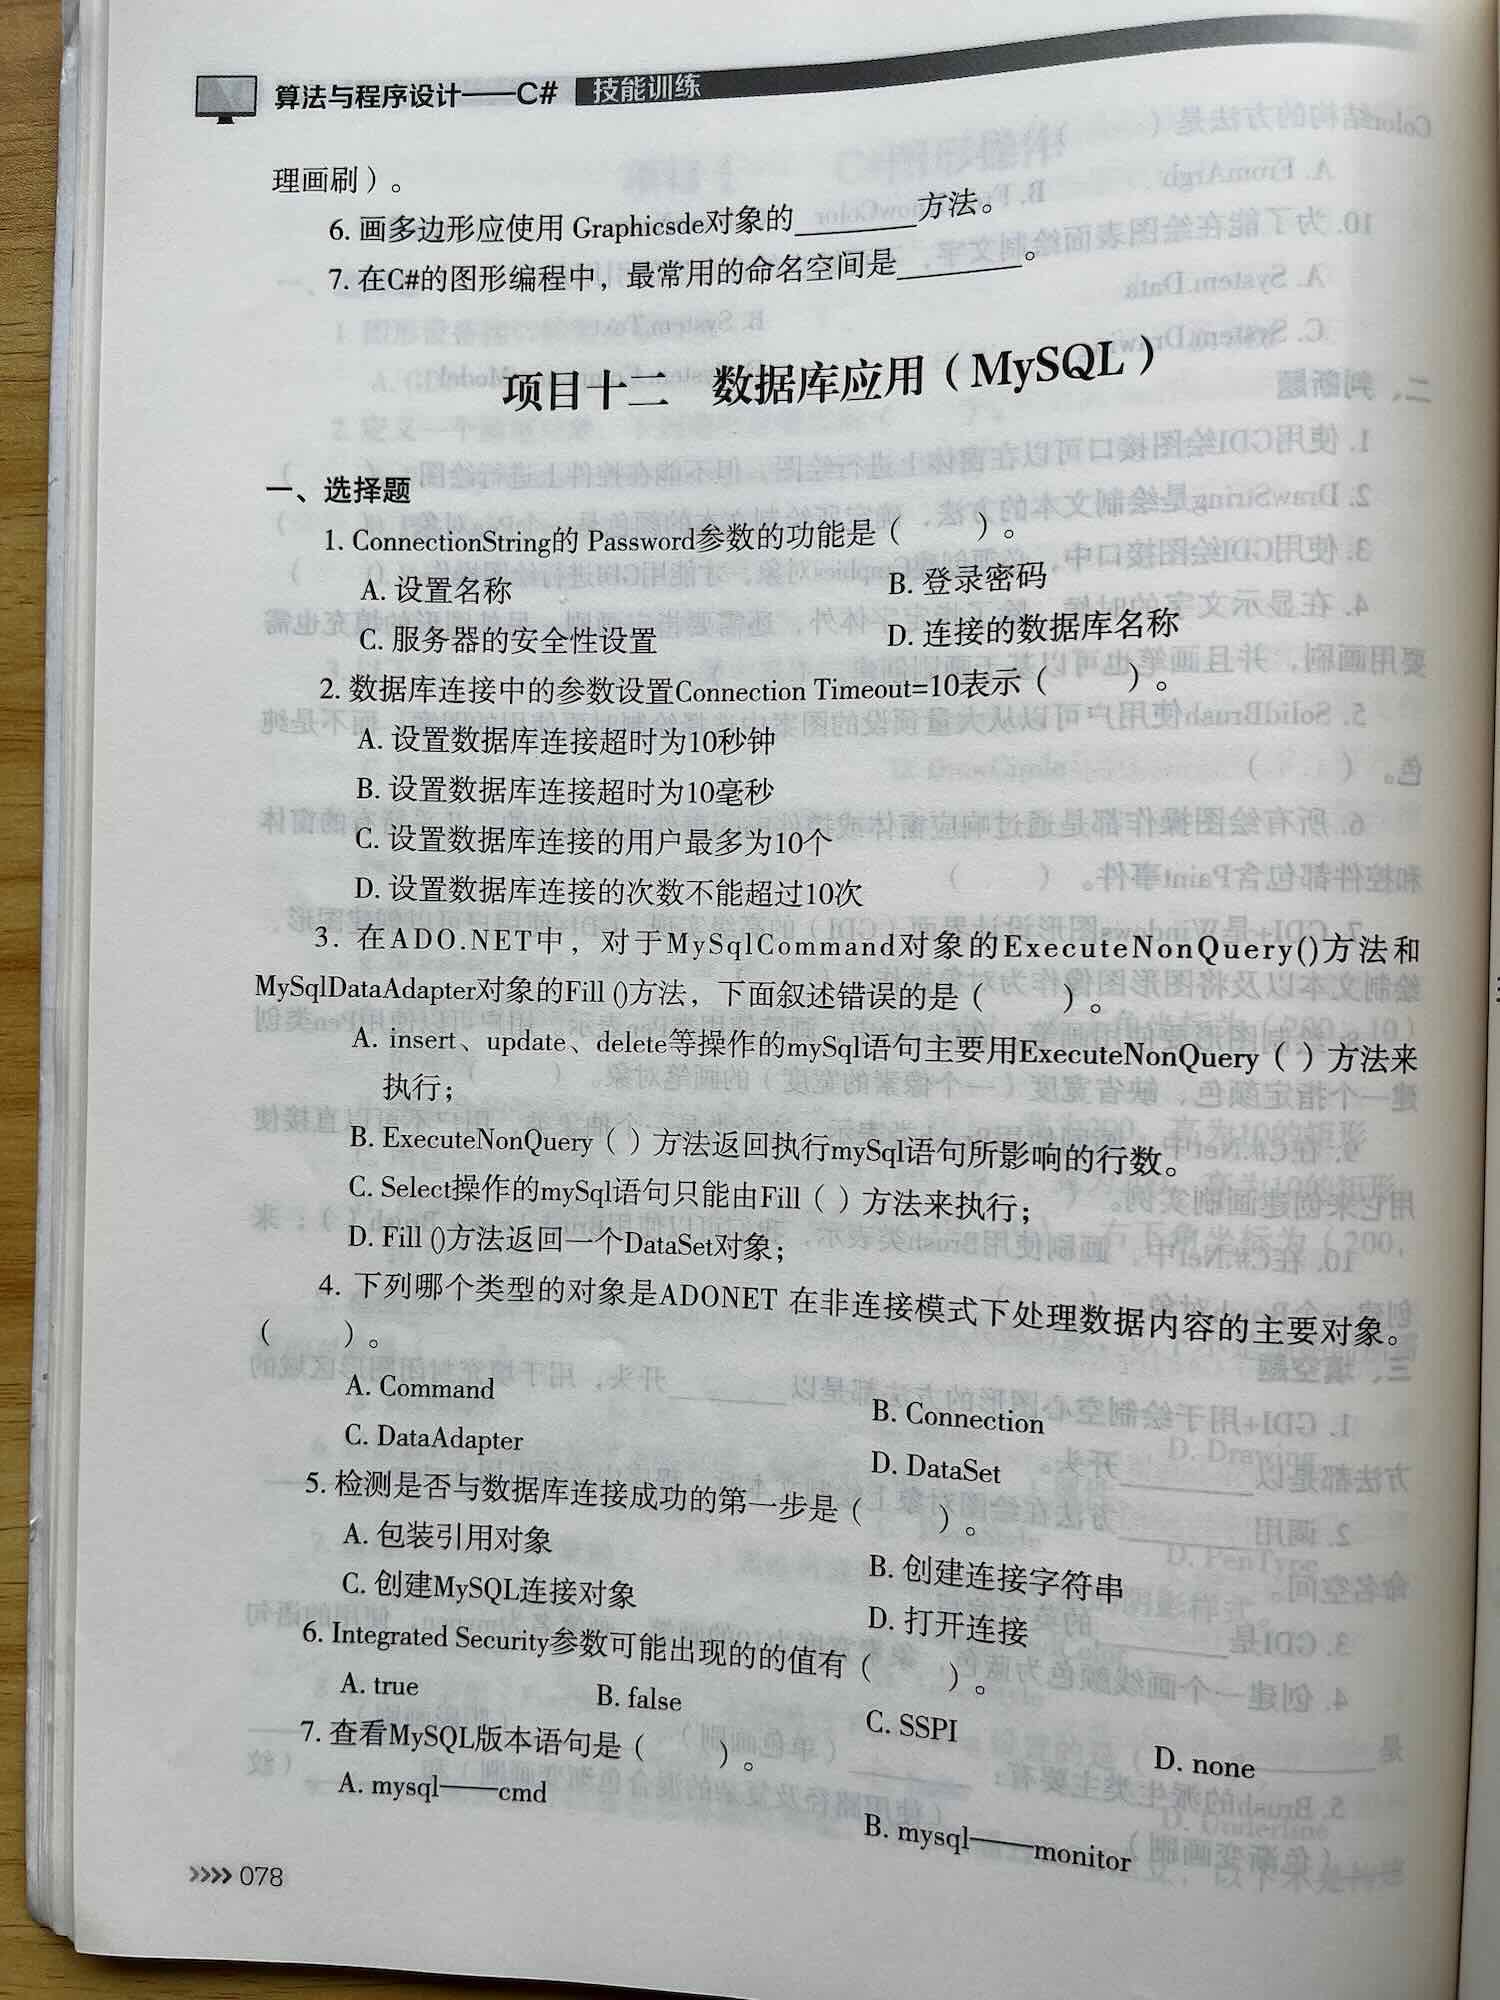 算法与程序设计——C# 技能训练
理画刷）。
6. 画多边形应使用 Graphicsde对象的________方法。
7. 在C#的图形编程中，最常用的命名空间是________。
项目十二 数据库应用（MySQL）
一、选择题
1. ConnectionString的 Password参数的功能是（ ）。
A. 设置名称 B. 登录密码
C. 服务器的安全性设置 D. 连接的数据库名称
2. 数据库连接中的参数设置Connection Timeout=10表示（ ）。
A. 设置数据库连接超时为10秒钟
B. 设置数据库连接超时为10毫秒
C. 设置数据库连接的用户最多为10个
D. 设置数据库连接的次数不能超过10次
3. 在ADO.NET中，对于MySqlCommand对象的ExecuteNonQuery()方法和
MySqlDataAdapter对象的Fill ()方法，下面叙述错误的是（ ）。
A. insert、update、delete等操作的mySql语句主要用ExecuteNonQuery（ ）方法来
执行；
B. ExecuteNonQuery（ ）方法返回执行mySql语句所影响的行数。
C. Select操作的mySql语句只能由Fill（ ）方法来执行；
D. Fill ()方法返回一个DataSet对象；
4. 下列哪个类型的对象是ADONET 在非连接模式下处理数据内容的主要对象。
（ ）。
A. Command B. Connection
C. DataAdapter D. DataSet
5. 检测是否与数据库连接成功的第一步是（ ）。
A. 包装引用对象 B. 创建连接字符串
C. 创建MySQL连接对象 D. 打开连接
6. Integrated Security参数可能出现的的值有（ ）。
A. true B. false C. SSPI D. none
7. 查看MySQL版本语句是（ ）。
A. mysql——cmd B. mysql——monitor
>>>> 078